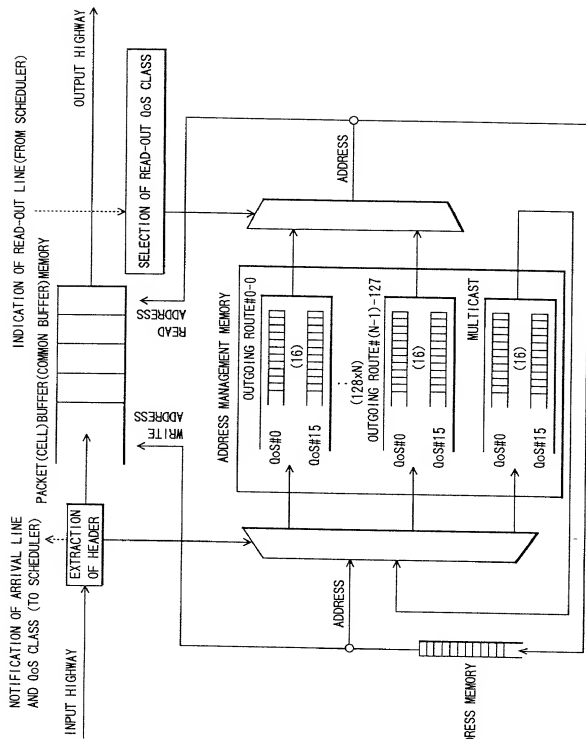 NOTIFICATION OF ARRIVAL LINE
AND QoS CLASS (TO SCHEDULER)
INDICATION OF READ-OUT LINE(FROM SCHEDULER)
INPUT HIGHWAY
EXTRACTION
OF HEADER
PACKET(CELL)BUFFER(COMMON BUFFER)MEMORY
OUTPUT HIGHWAY
SELECTION OF READ-OUT QoS CLASS
WRITE
ADDRESS
READ
ADDRESS
ADDRESS MANAGEMENT MEMORY
OUTGOING ROUTE#0-0
QoS#0
(16)
QoS#15
(128xN)
OUTGOING ROUTE#(N-1)-127
QoS#0
(16)
QoS#15
MULTICAST
QoS#0
(16)
QoS#15
ADDRESS
ADDRESS
MEMORY